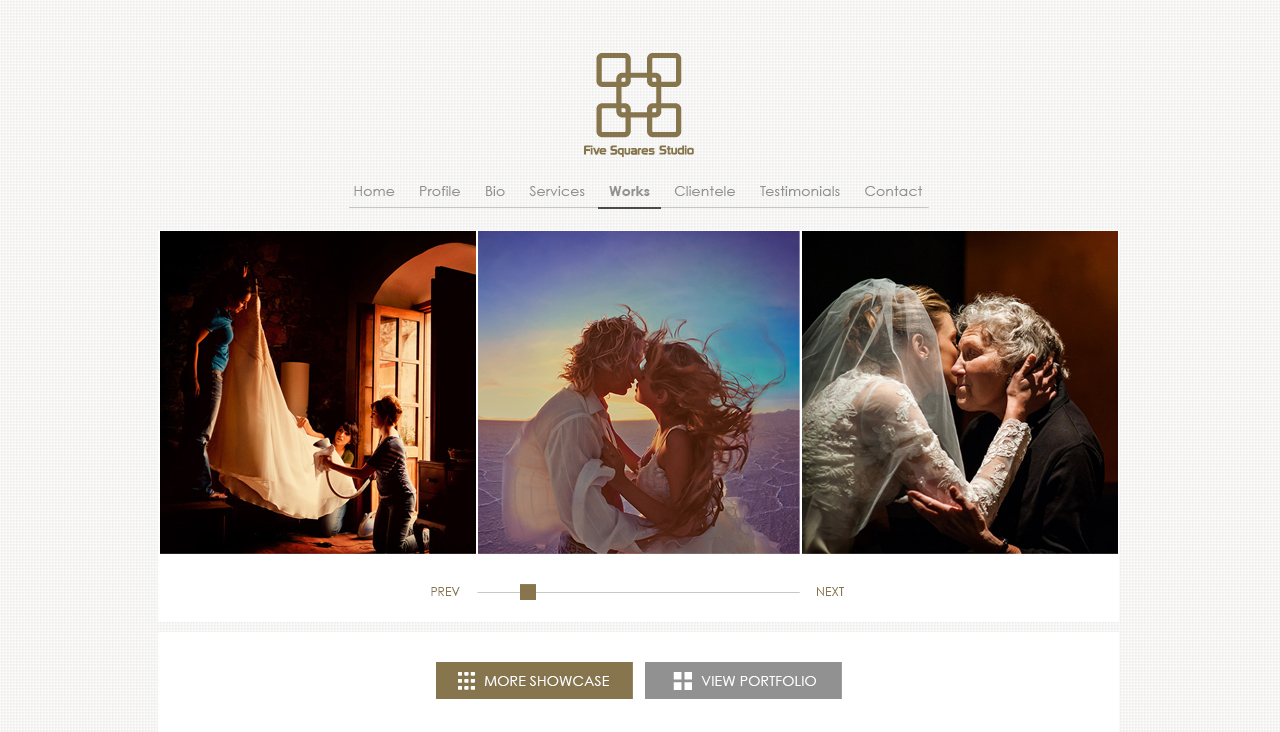 Five Squares Studio
Home Profile Bio Services Works Clientele Testimonials Contact
PREV NEXT
MORE SHOWCASE VIEW PORTFOLIO